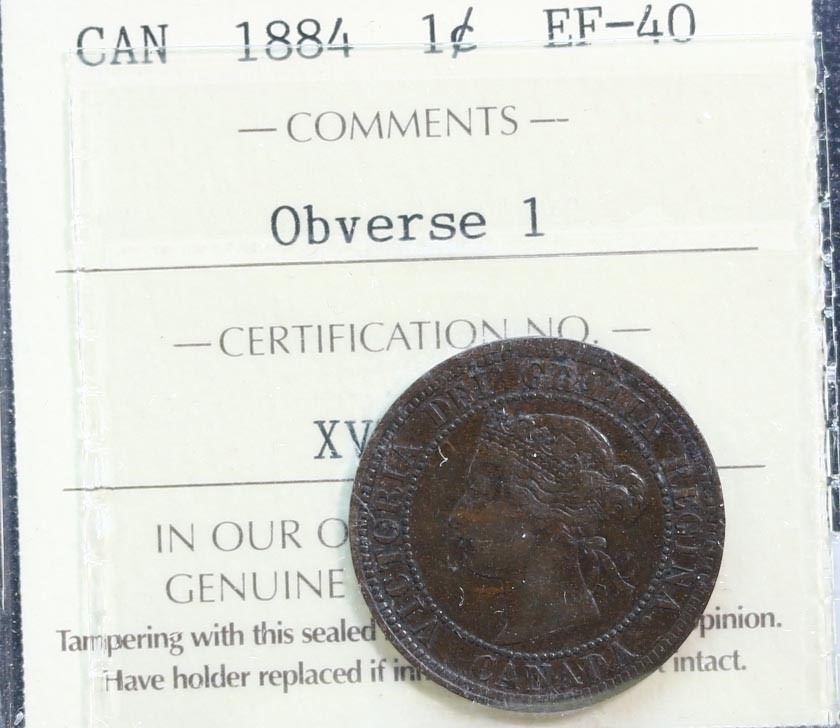 CAN 1884 1¢ EF-40
— COMMENTS —
Obverse 1
— CERTIFICATION NO. —
XV
IN OUR O
GENUINE
Tampering with this sealed pinion.
Have holder replaced if in intact.
VICTORIA DEI GRATIA REGINA
CANADA